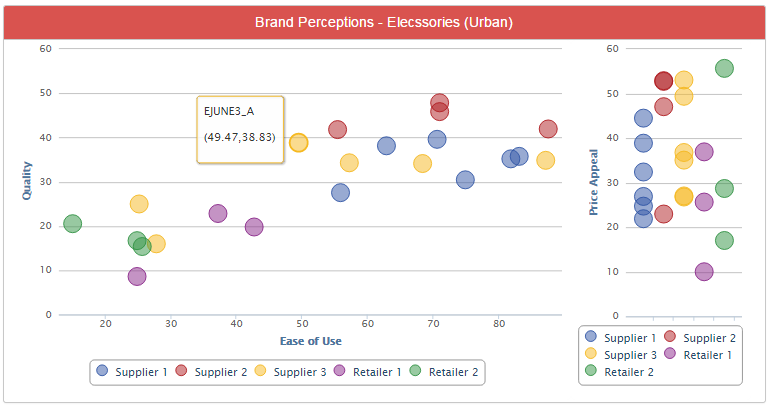 Brand Perceptions - Elecssories (Urban)
60
50
40
30
20
10
0
Quality
EJUNE3_A
(49.47,38.83)
20 30 40 50 60 70 80
Ease of Use
Supplier 1 Supplier 2 Supplier 3 Retailer 1 Retailer 2
60
50
40
30
20
10
0
Price Appeal
Supplier 1 Supplier 2
Supplier 3 Retailer 1
Retailer 2